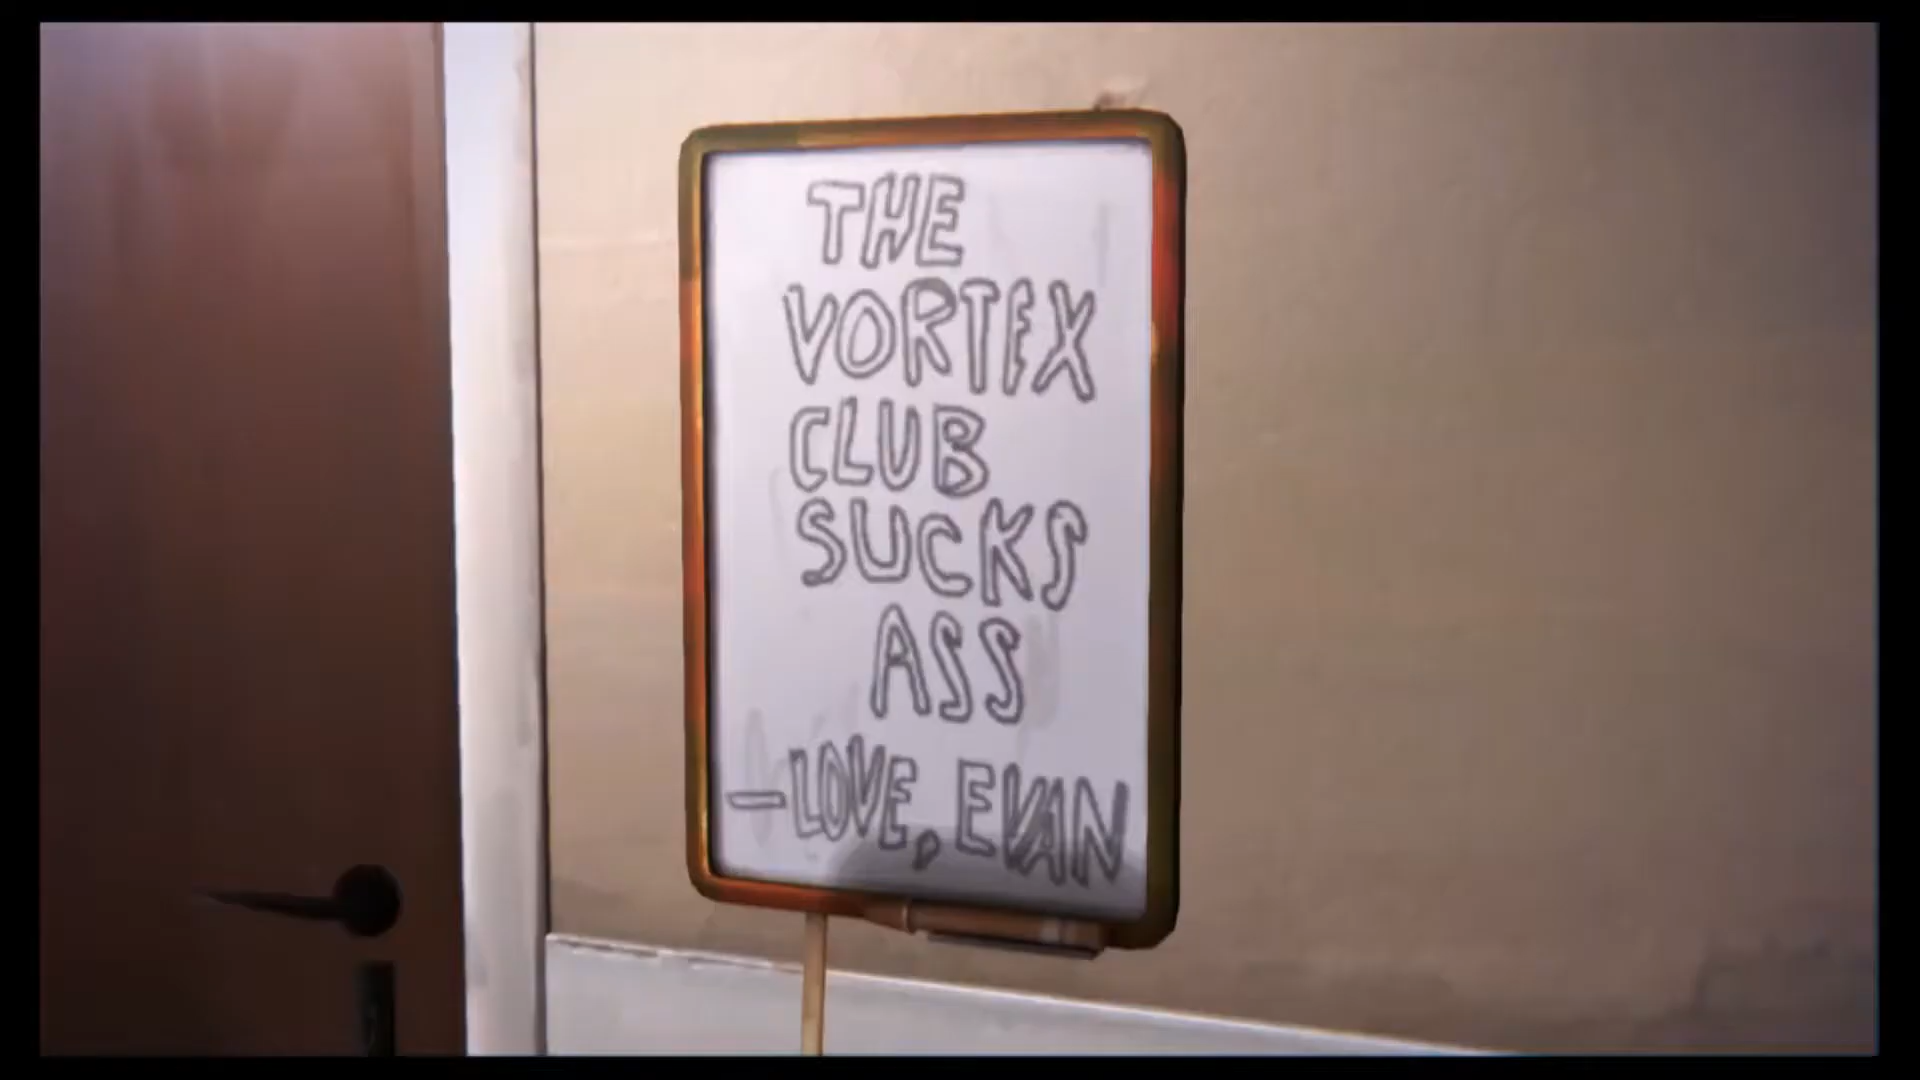 THE
VORTEX
CLUB
SUCKS
ASS
-LOVE, EVAN